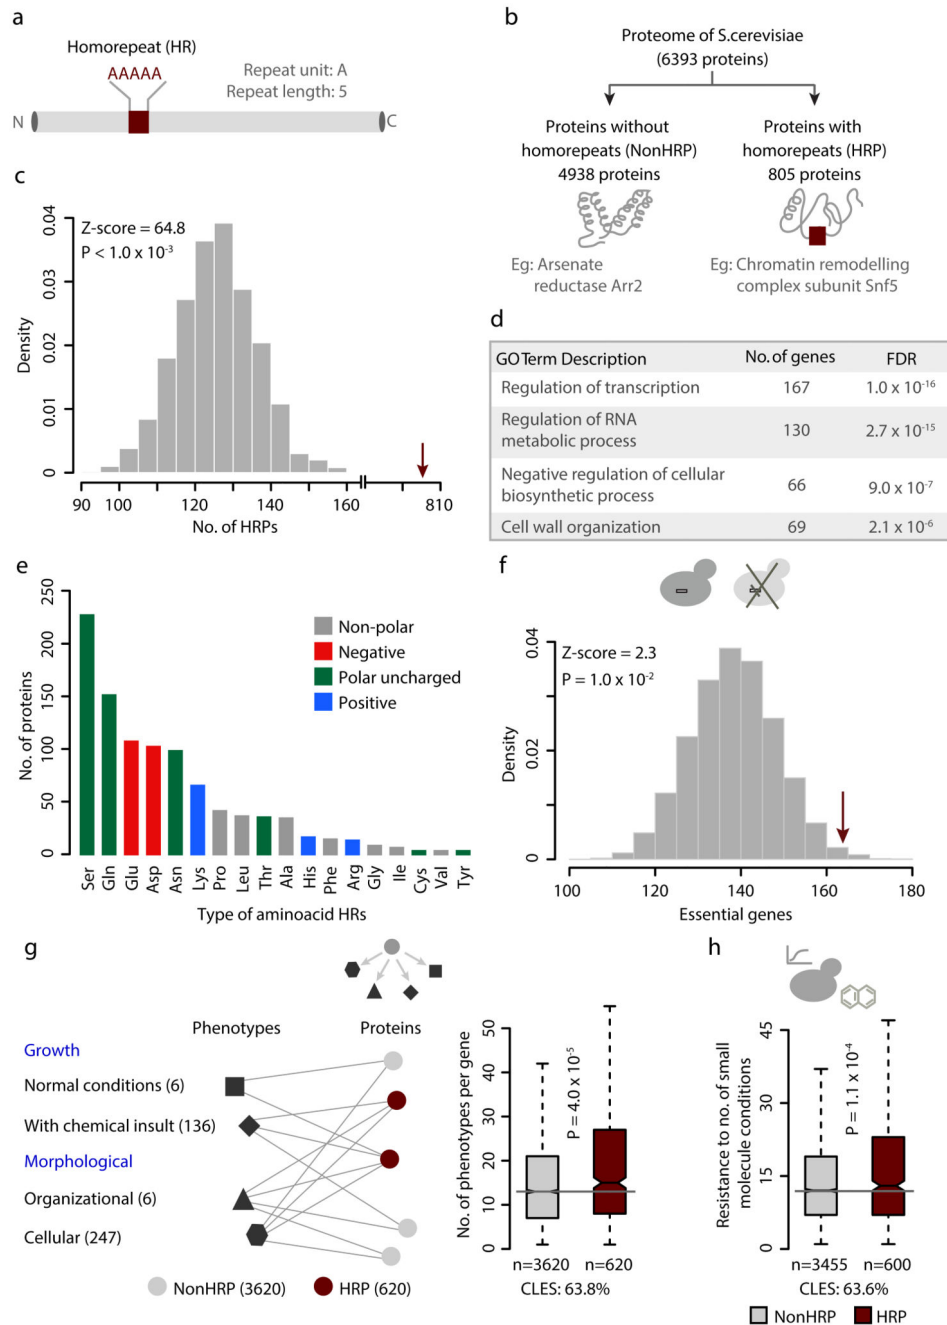 a
Homorepeat (HR)
AAAAA
Repeat unit: A
Repeat length: 5
N
C
b
Proteome of S.cerevisiae
(6393 proteins)
Proteins without
homorepeats (NonHRP)
4938 proteins
Proteins with
homorepeats (HRP)
805 proteins
Eg: Arsenate
reductase Arr2
Eg: Chromatin remodelling
complex subunit Snf5
c
Z-score = 64.8
P < 1.0 x 10-3
Density
0 0.01 0.02 0.03 0.04
90 100 120 140 160 810
No. of HRPs
d
GO Term Description No. of genes FDR
Regulation of transcription 167 1.0 x 10-16
Regulation of RNA
metabolic process 130 2.7 x 10-15
Negative regulation of cellular
biosynthetic process 66 9.0 x 10-7
Cell wall organization 69 2.1 x 10-6
e
No. of proteins
0 50 100 150 200 250
Non-polar
Negative
Polar uncharged
Positive
Ser Gln Glu Asp Asn Lys Pro Leu Thr Ala His Phe Arg Gly Ile Cys Val Tyr
Type of aminoacid HRs
f
Z-score = 2.3
P = 1.0 x 10-2
Density
0 0.02 0.04
100 120 140 160 180
Essential genes
g
Phenotypes
Proteins
Growth
Normal conditions (6)
With chemical insult (136)
Morphological
Organizational (6)
Cellular (247)
NonHRP (3620)
HRP (620)
No. of phenotypes per gene
0 10 20 30 40 50
P = 4.0 x 10-5
n=3620 n=620
CLES: 63.8%
h
Resistance to no. of small
molecule conditions
0 15 30 45
P = 1.1 x 10-4
n=3455 n=600
CLES: 63.6%
NonHRP
HRP